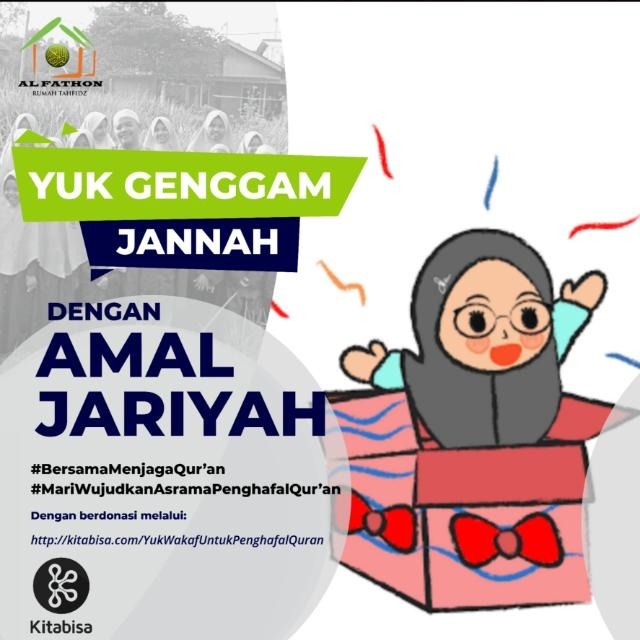 AL FATHON
RUMAH TAHFIDZ
YUK GENGGAM
JANNAH
DENGAN
AMAL
JARIYAH
#BersamaMenjagaQur'an
#MariWujudkanAsramaPenghafalQur'an
Dengan berdonasi melalui:
http://kitabisa.com/YukWakafUntukPenghafalQuran
Kitabisa